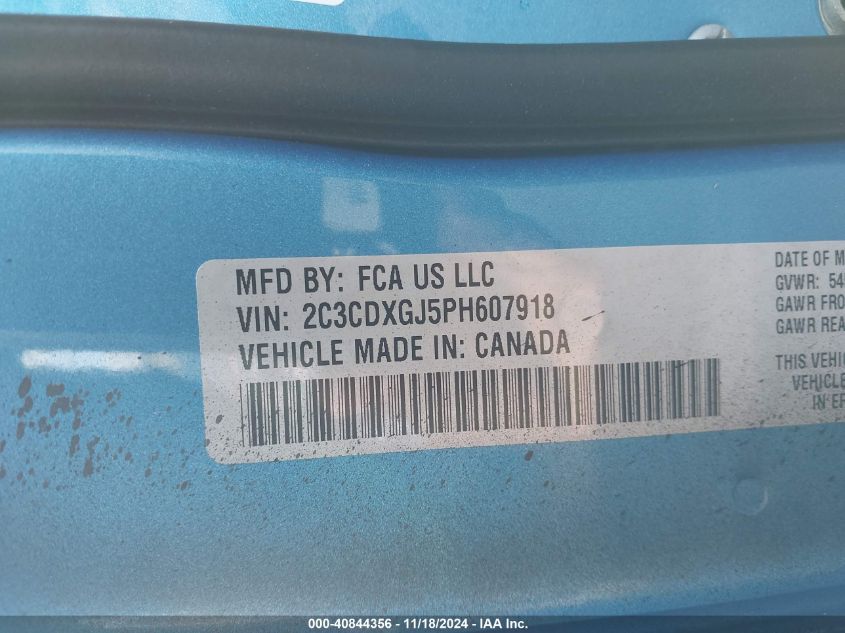 MFD BY: FCA US LLC
VIN: 2C3CDXGJ5PH607918
VEHICLE MADE IN: CANADA
DATE OF M
GVWR: 54
GAWR FRO
GAWR REA
THIS VEHIC
VEHICLE
IN EF
000-40844356 - 11/18/2024 - IAA Inc.